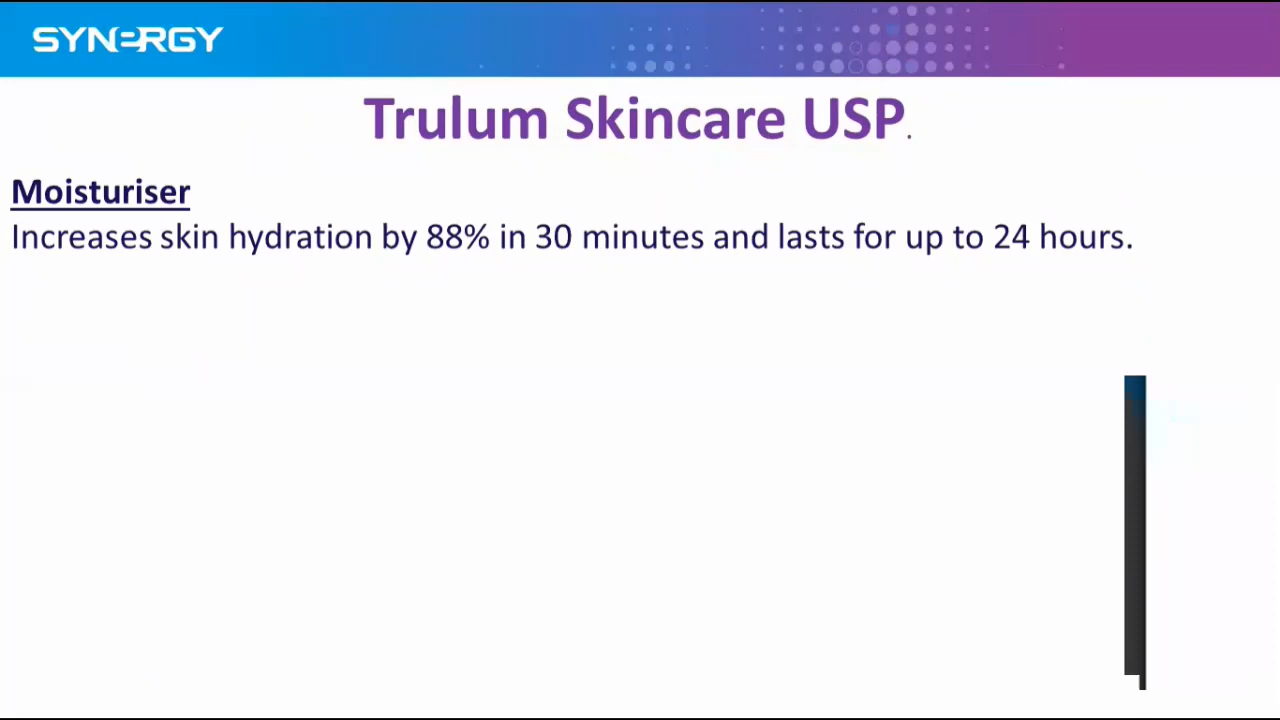 SYNERGY
Trulum Skincare USP.
Moisturiser
Increases skin hydration by 88% in 30 minutes and lasts for up to 24 hours.